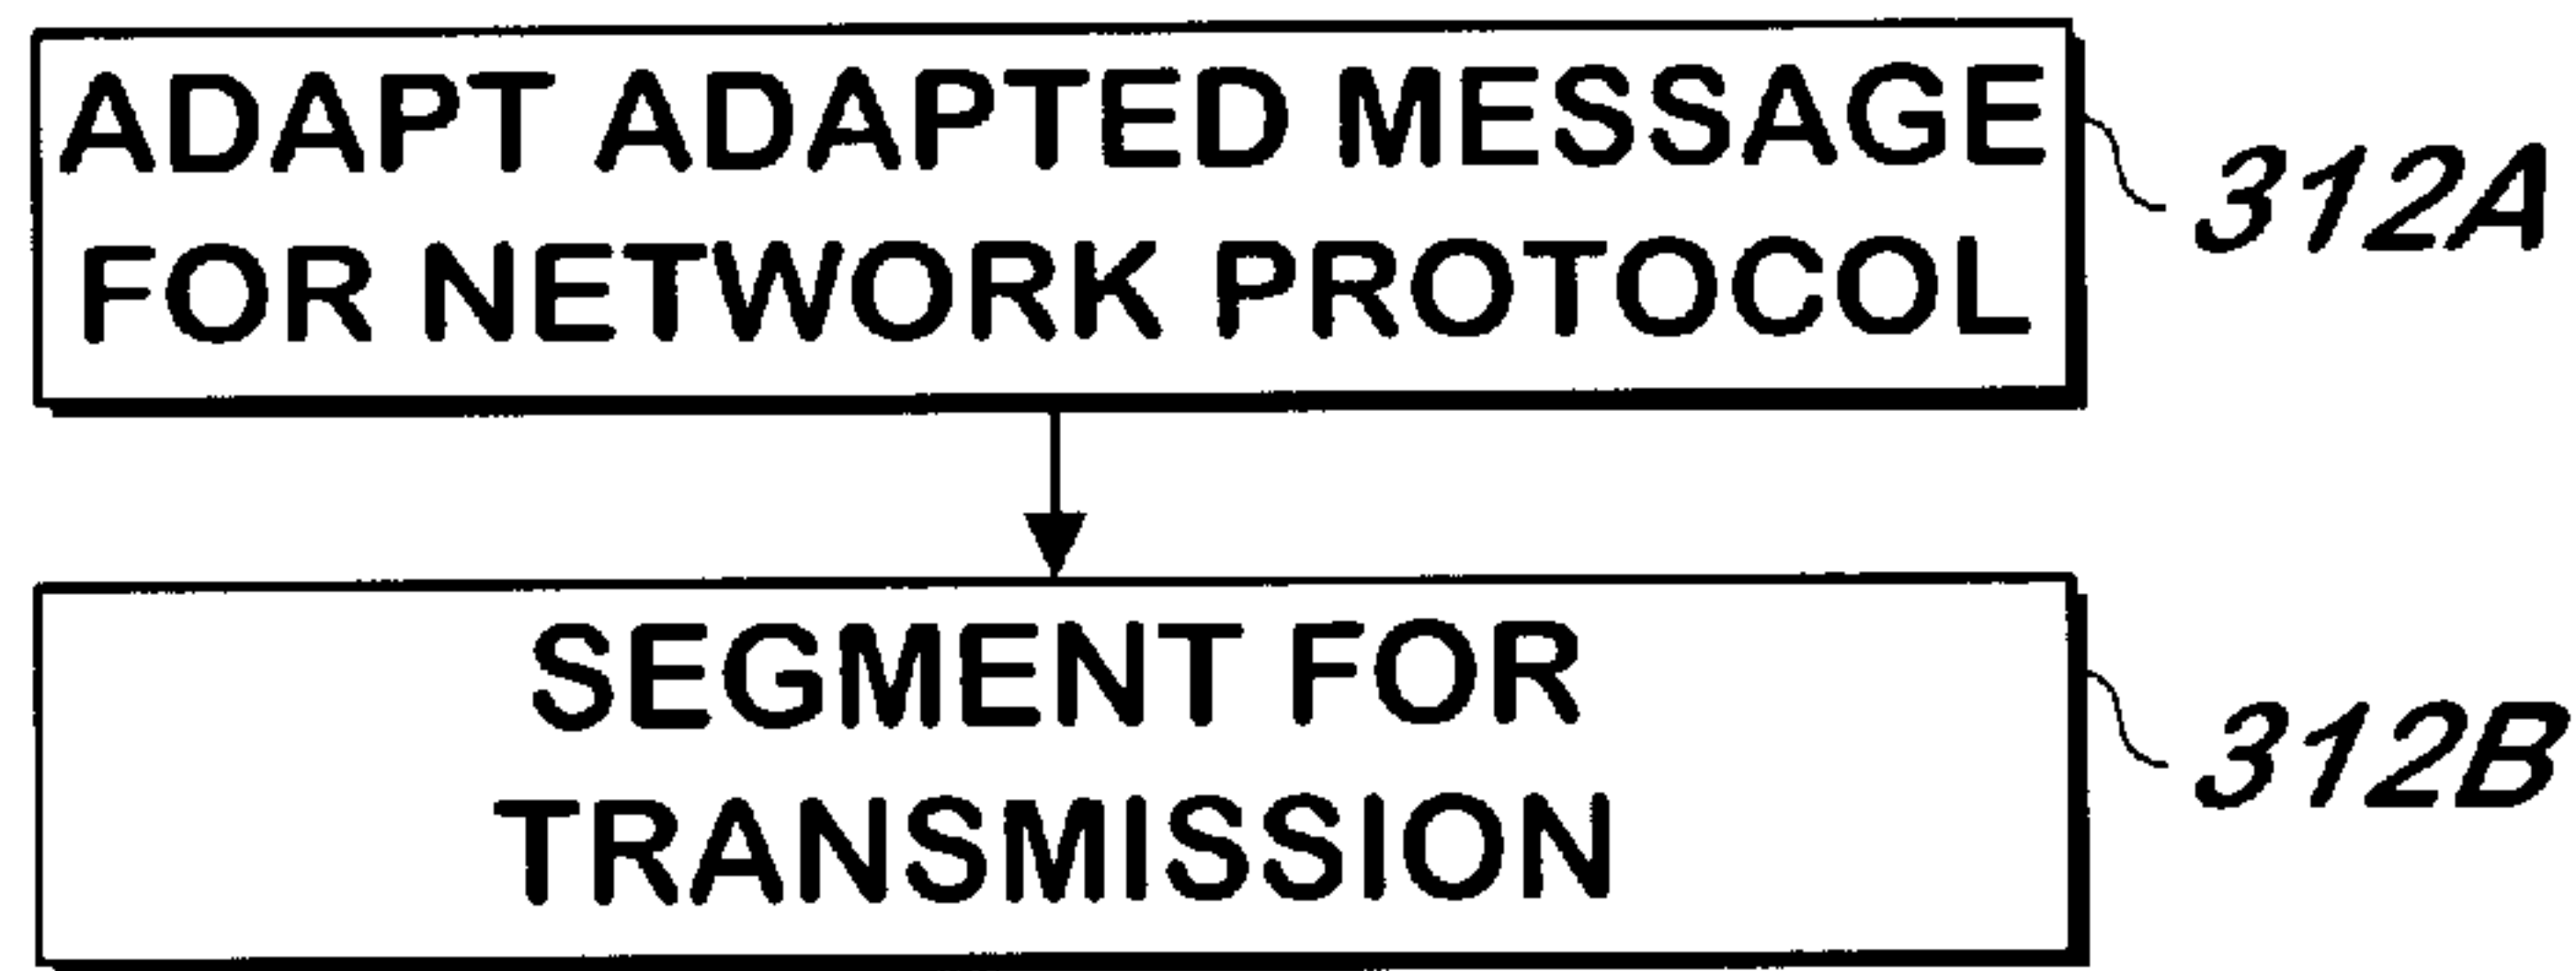 ADAPT ADAPTED MESSAGE
FOR NETWORK PROTOCOL
312A
SEGMENT FOR
TRANSMISSION
312B